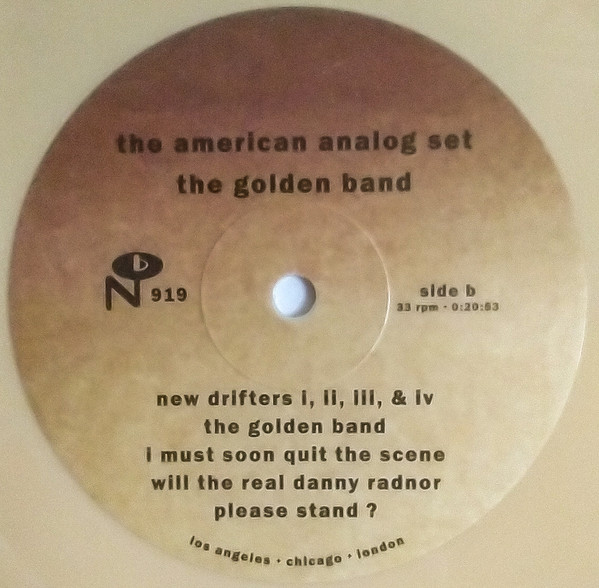 the american analog set
the golden band
N b 919
side b
33 rpm · 0:20:53
new drifters i, ii, iii, & iv
the golden band
i must soon quit the scene
will the real danny radnor
please stand ?
los angeles · chicago · london